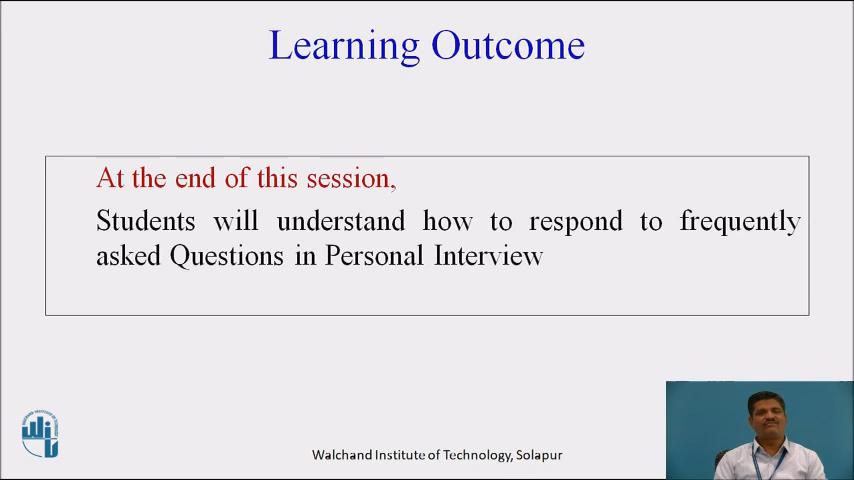 Learning Outcome
At the end of this session,
Students will understand how to respond to frequently
asked Questions in Personal Interview
Walchand Institute of Technology, Solapur